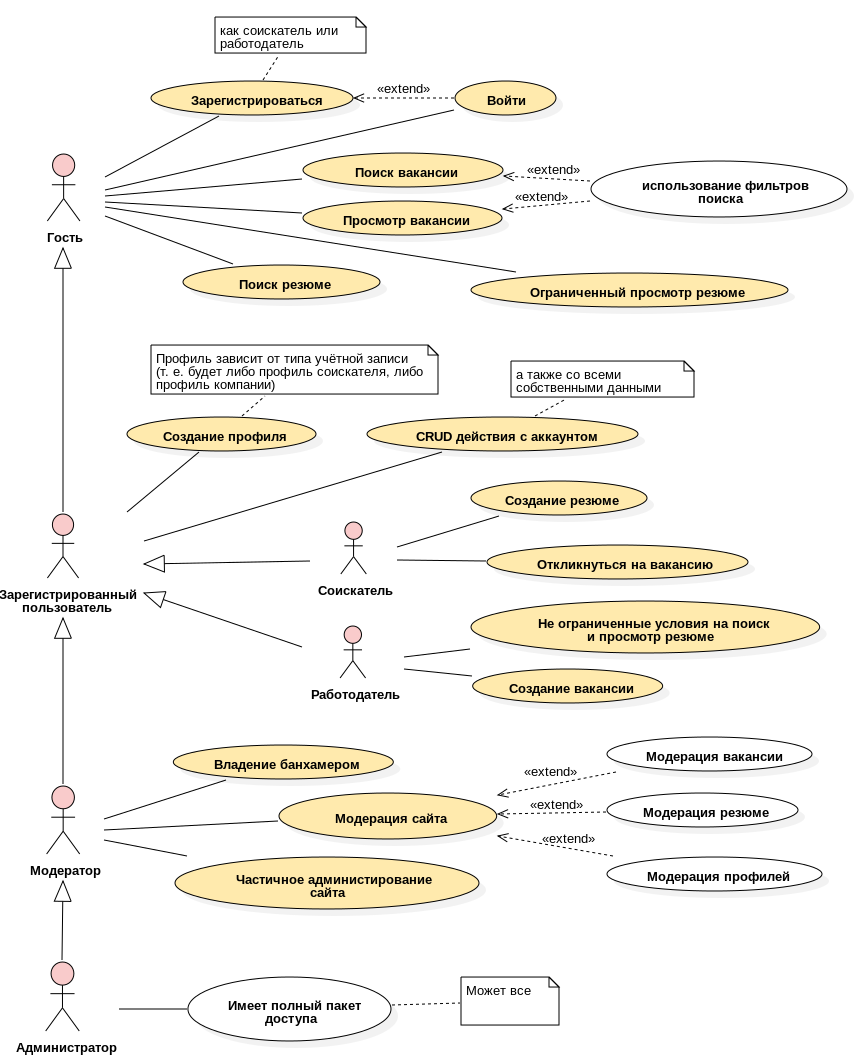 как соискатель или
работодатель
Зарегистрироваться
«extend»
Войти
Поиск вакансии
«extend»
использование фильтров
поиска
«extend»
Просмотр вакансии
Гость
Поиск резюме
Ограниченный просмотр резюме
Профиль зависит от типа учётной записи
(т. е. будет либо профиль соискателя, либо
профиль компании)
а также со всеми
собственными данными
Создание профиля
CRUD действия с аккаунтом
Создание резюме
Откликнуться на вакансию
Соискатель
Зарегистрированный
пользователь
Не ограниченные условия на поиск
и просмотр резюме
Работодатель
Создание вакансии
Владение банхамером
Модерация вакансии
«extend»
Модерация сайта
«extend»
Модерация резюме
«extend»
Модератор
Частичное администирование
сайта
Модерация профилей
Имеет полный пакет
доступа
Может все
Администратор